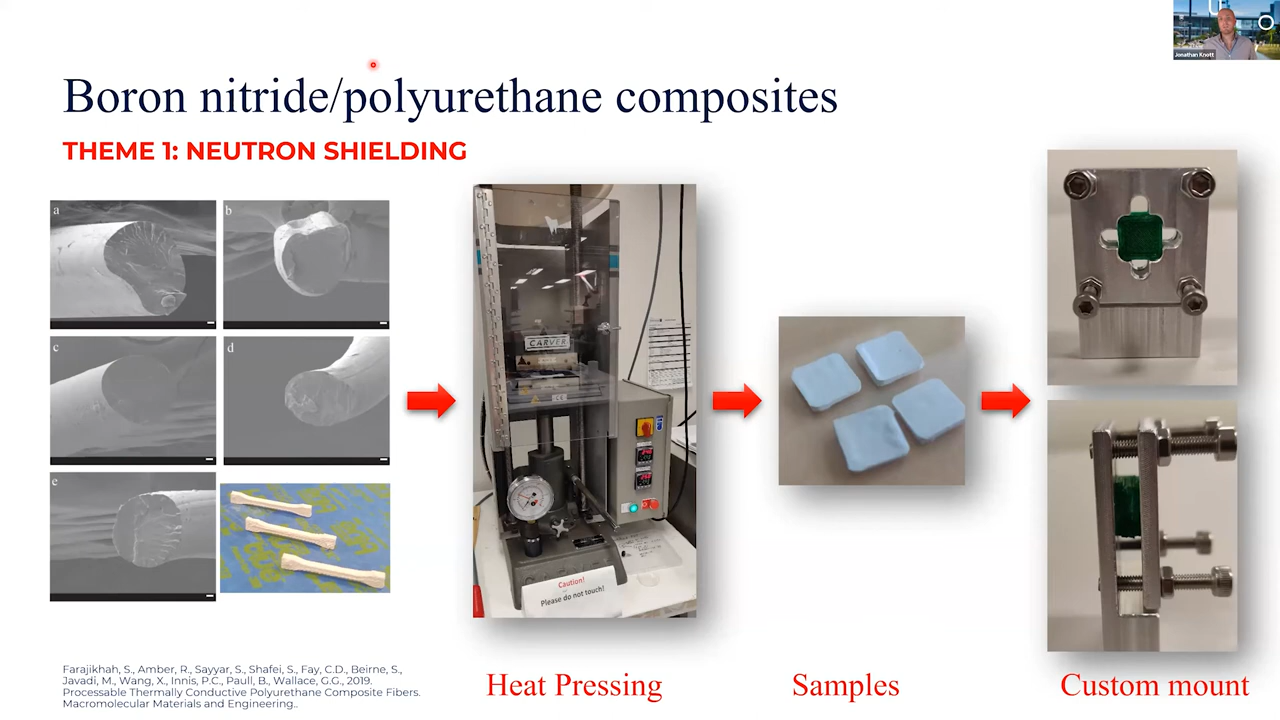 Jonathan Knott
Boron nitride/polyurethane composites
THEME 1: NEUTRON SHIELDING
a
b
c
d
e
CARVER
Caution!
Please do not touch!
Farajikhah, S., Amber, R., Sayyar, S., Shafei, S., Fay, C.D., Beirne, S.,
Javadi, M., Wang, X., Innis, P.C., Paull, B., Wallace, G.G., 2019.
Processable Thermally Conductive Polyurethane Composite Fibers.
Macromolecular Materials and Engineering..
Heat Pressing
Samples
Custom mount